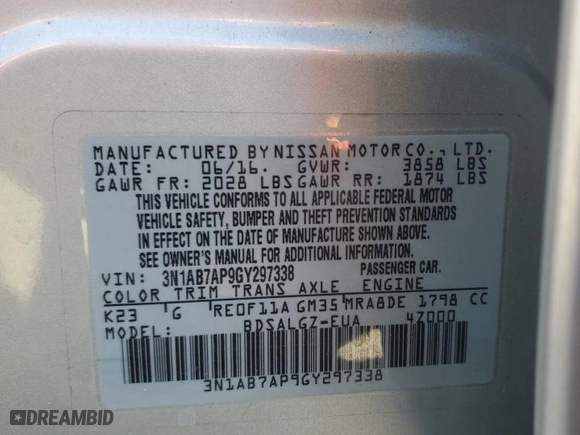 MANUFACTURED BY NISSAN MOTOR CO., LTD.
DATE: 06/16. GVWR: 3858 LBS
GAWR FR: 2028 LBS GAWR RR: 1874 LBS
THIS VEHICLE CONFORMS TO ALL APPLICABLE FEDERAL MOTOR
VEHICLE SAFETY, BUMPER AND THEFT PREVENTION STANDARDS
IN EFFECT ON THE DATE OF MANUFACTURE SHOWN ABOVE.
SEE OWNER'S MANUAL FOR ADDITIONAL INFORMATION.
VIN: 3N1AB7AP9GY297338 PASSENGER CAR.
COLOR TRIM TRANS AXLE ENGINE
K23 G RE0F11A GM35 MRA8DE 1798 CC
MODEL: BDSALGZ-EUA 47000
3N1AB7AP9GY297338
DREAMBID